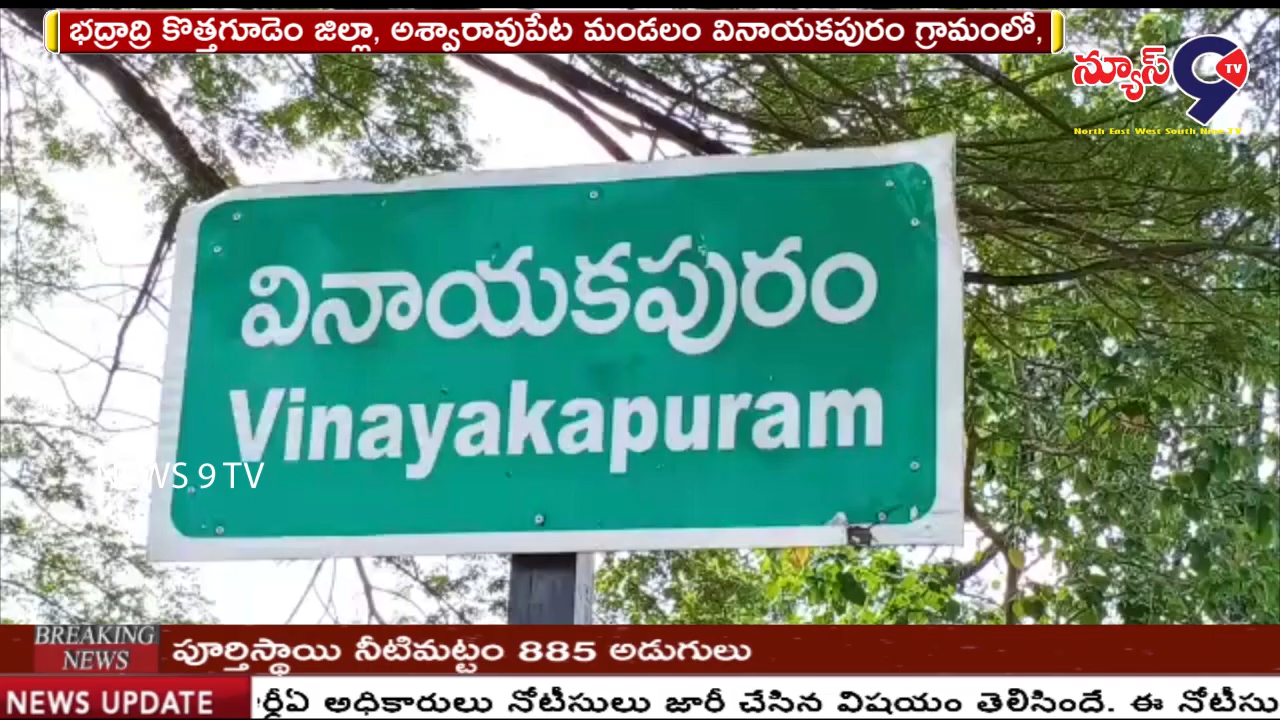 భద్రాద్రి కొత్తగూడెం జిల్లా, అశ్వారావుపేట మండలం వినాయకపురం గ్రామంలో,
న్యూస్ 9 TV
North East West South Nine TV
వినాయకపురం
Vinayakapuram
NEWS 9 TV
BREAKING NEWS
పూర్తిస్థాయి నీటిమట్టం 885 అడుగులు
NEWS UPDATE
అధికారులు నోటీసులు జారీ చేసిన విషయం తెలిసిందే. ఈ